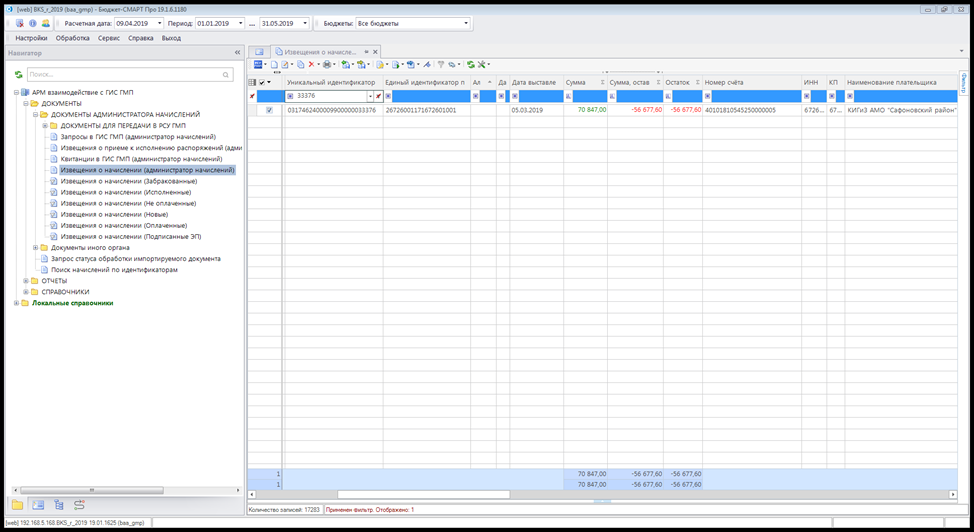 [web] BKS_r_2019 (baa_gmp) - Бюджет-СМАРТ Про 19.1.6.1180
Расчетная дата: 09.04.2019 Период: 01.01.2019 ... 31.05.2019 Бюджеты: Все бюджеты
Настройки Обработка Сервис Справка Выход
Навигатор
Извещения о начисле...
Поиск...
АРМ взаимодействие с ГИС ГМП
ДОКУМЕНТЫ
ДОКУМЕНТЫ АДМИНИСТРАТОРА НАЧИСЛЕНИЙ
ДОКУМЕНТЫ ДЛЯ ПЕРЕДАЧИ В РСУ ГМП
Запросы в ГИС ГМП (администратор начислений)
Извещения о приеме к исполнению распоряжений (адми
Квитанции в ГИС ГМП (администратор начислений)
Извещения о начислении (администратор начислений)
Извещения о начислении (Забракованные)
Извещения о начислении (Исполненные)
Извещения о начислении (Не оплаченные)
Извещения о начислении (Новые)
Извещения о начислении (Оплаченные)
Извещения о начислении (Подписанные ЭП)
Документы иного органа
Запрос статуса обработки импортируемого документа
Поиск начислений по идентификаторам
ОТЧЕТЫ
СПРАВОЧНИКИ
Локальные справочники
Уникальный идентификатор Единый идентификатор п Ал Да Дата выставле Сумма Сумма, остав Остаток Номер счёта ИНН КП Наименование плательщика
33376
0317462400009900000033376 26726001171672601001 05.03.2019 70 847,00 -56 677,60 -56 677,60 40101810545250000005 6726... 67... КИГиЗ АМО "Сафоновский район"
Фильтр
1 70 847,00 -56 677,60 -56 677,60
1 70 847,00 -56 677,60 -56 677,60
Количество записей: 17283 Применен фильтр. Отображено: 1
[web] 192.168.5.168.BKS_r_2019 19.01.1625 (baa_gmp)